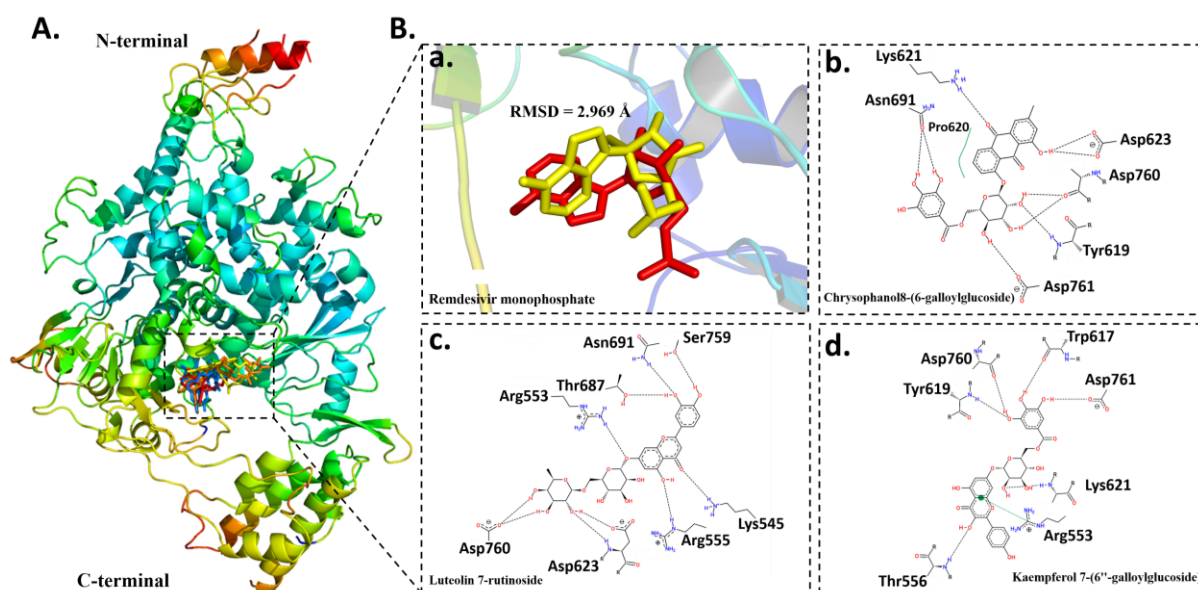 A.
N-terminal
C-terminal
B.
a.
RMSD = 2.969 Å
Remdesivir monophosphate
b.
Lys621
Asn691
Pro620
Asp623
Asp760
Tyr619
Asp761
Chrysophanol8-(6-galloylglucoside)
c.
Asn691
Ser759
Thr687
Arg553
Lys545
Arg555
Asp760
Asp623
Luteolin 7-rutinoside
d.
Trp617
Asp760
Asp761
Tyr619
Lys621
Arg553
Thr556
Kaempferol 7-(6"-galloylglucoside)